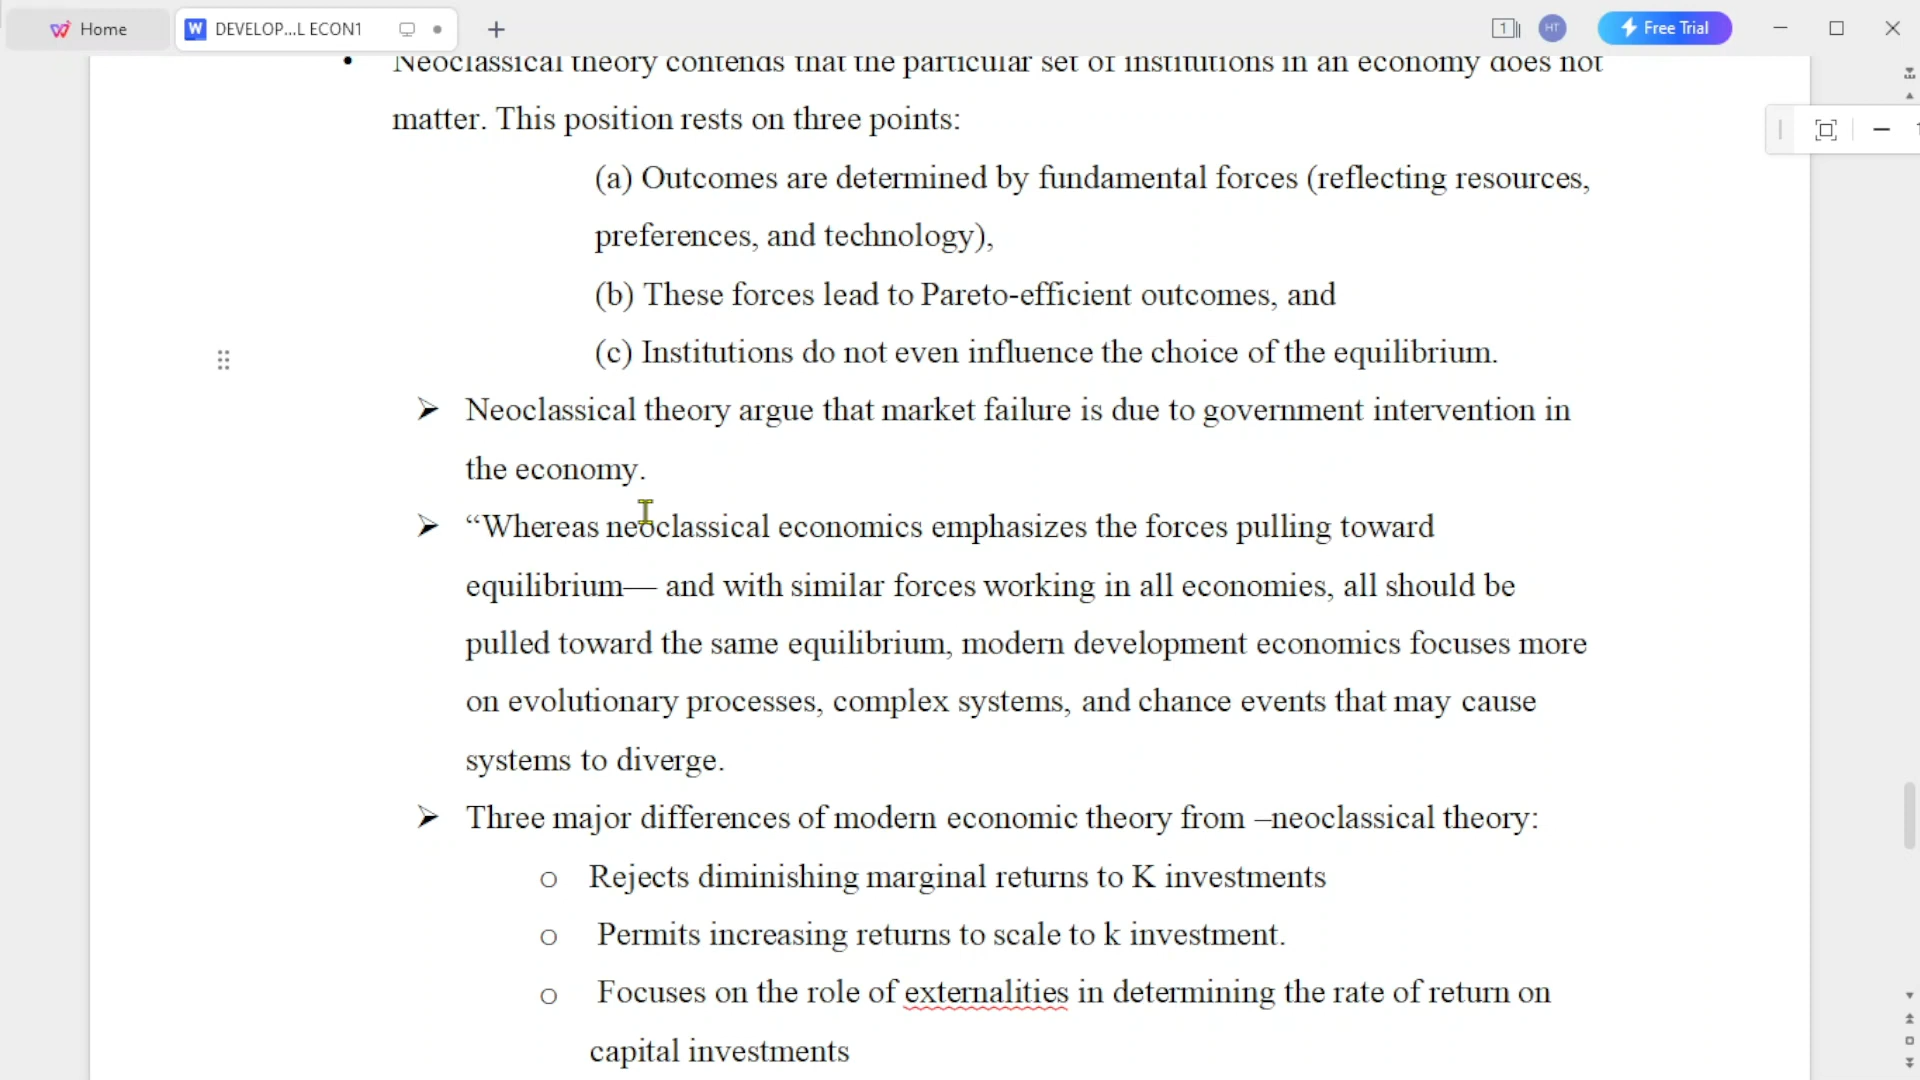 Home
DEVELOP...L ECON1
1
HT
Free Trial
• Neoclassical theory contends that the particular set of institutions in an economy does not
matter. This position rests on three points:
(a) Outcomes are determined by fundamental forces (reflecting resources,
preferences, and technology),
(b) These forces lead to Pareto-efficient outcomes, and
(c) Institutions do not even influence the choice of the equilibrium.
➢ Neoclassical theory argue that market failure is due to government intervention in
the economy.
➢ “Whereas neoclassical economics emphasizes the forces pulling toward
equilibrium— and with similar forces working in all economies, all should be
pulled toward the same equilibrium, modern development economics focuses more
on evolutionary processes, complex systems, and chance events that may cause
systems to diverge.
➢ Three major differences of modern economic theory from –neoclassical theory:
o Rejects diminishing marginal returns to K investments
o Permits increasing returns to scale to k investment.
o Focuses on the role of externalities in determining the rate of return on
capital investments